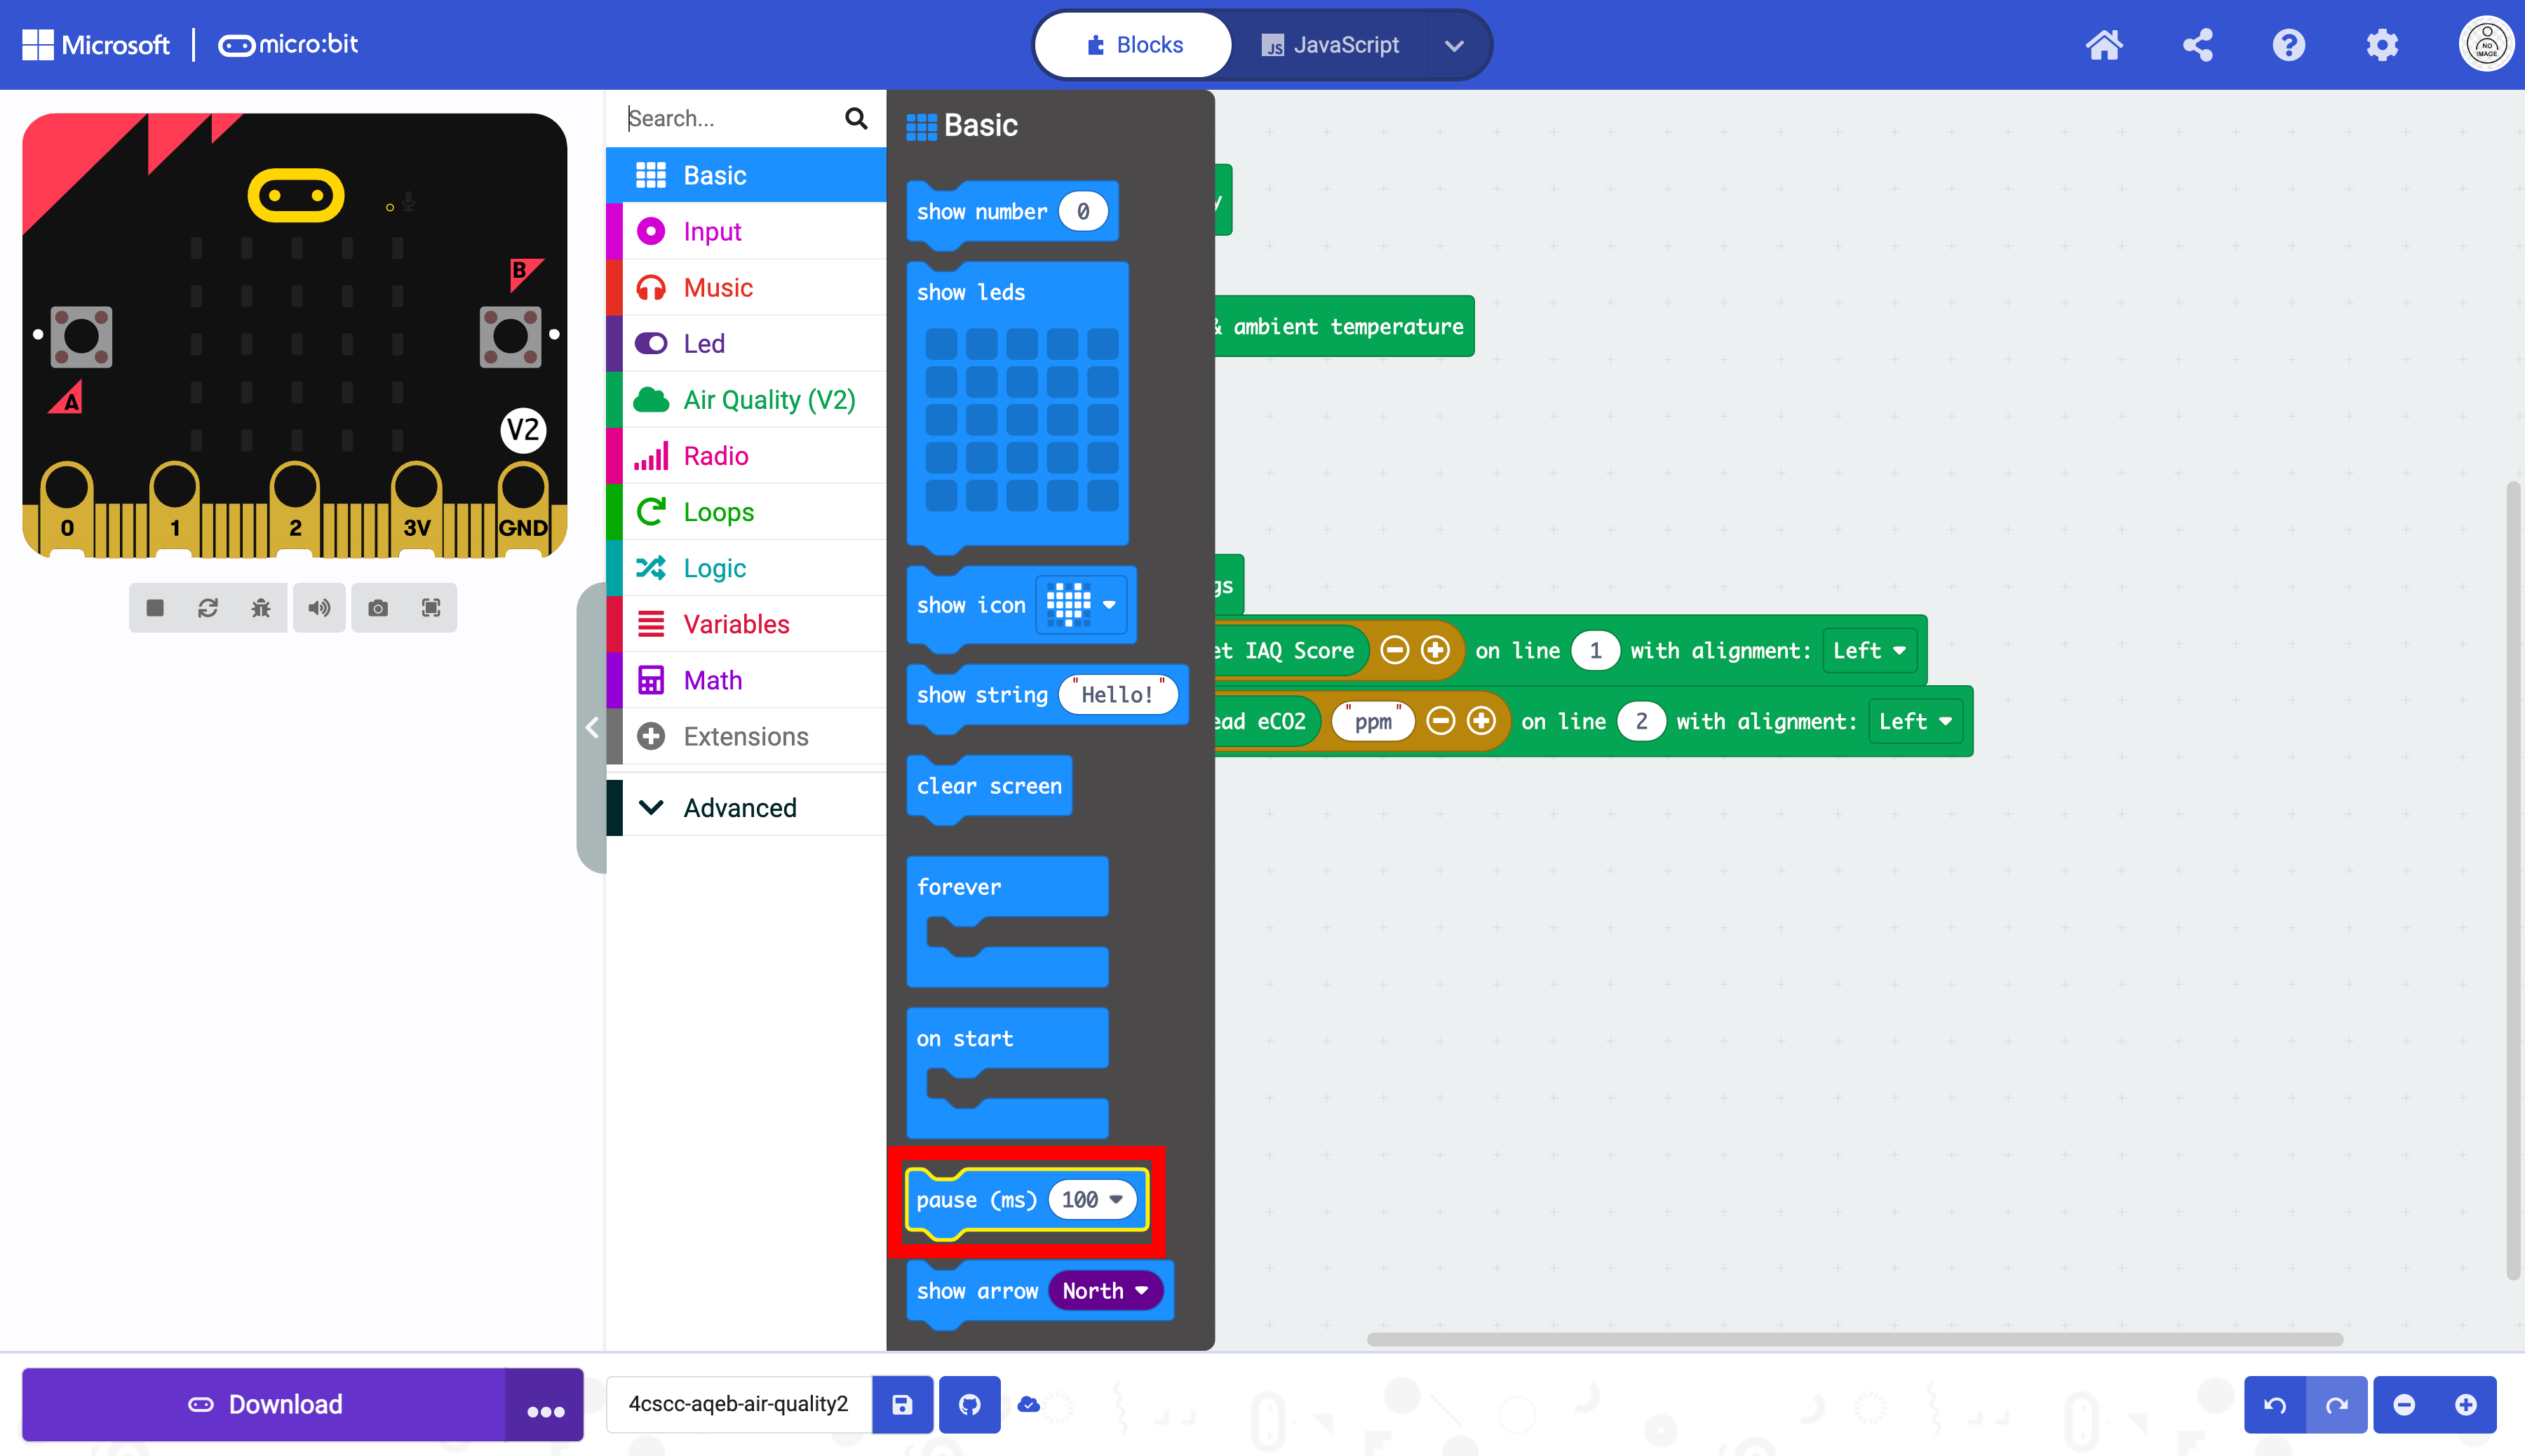 Microsoft | micro:bit
Blocks
JavaScript
NO
IMAGE
Search...
Basic
Input
Music
Led
Air Quality (V2)
Radio
Loops
Logic
Variables
Math
Extensions
Advanced
B
A
V2
0 1 2 3V GND
Basic
show number 0
show leds
show icon
show string "Hello!"
clear screen
forever
on start
pause (ms) 100
show arrow North
& ambient temperature
gs
et IAQ Score on line 1 with alignment: Left
ead eCO2 "ppm" on line 2 with alignment: Left
Download
4cscc-aqeb-air-quality2